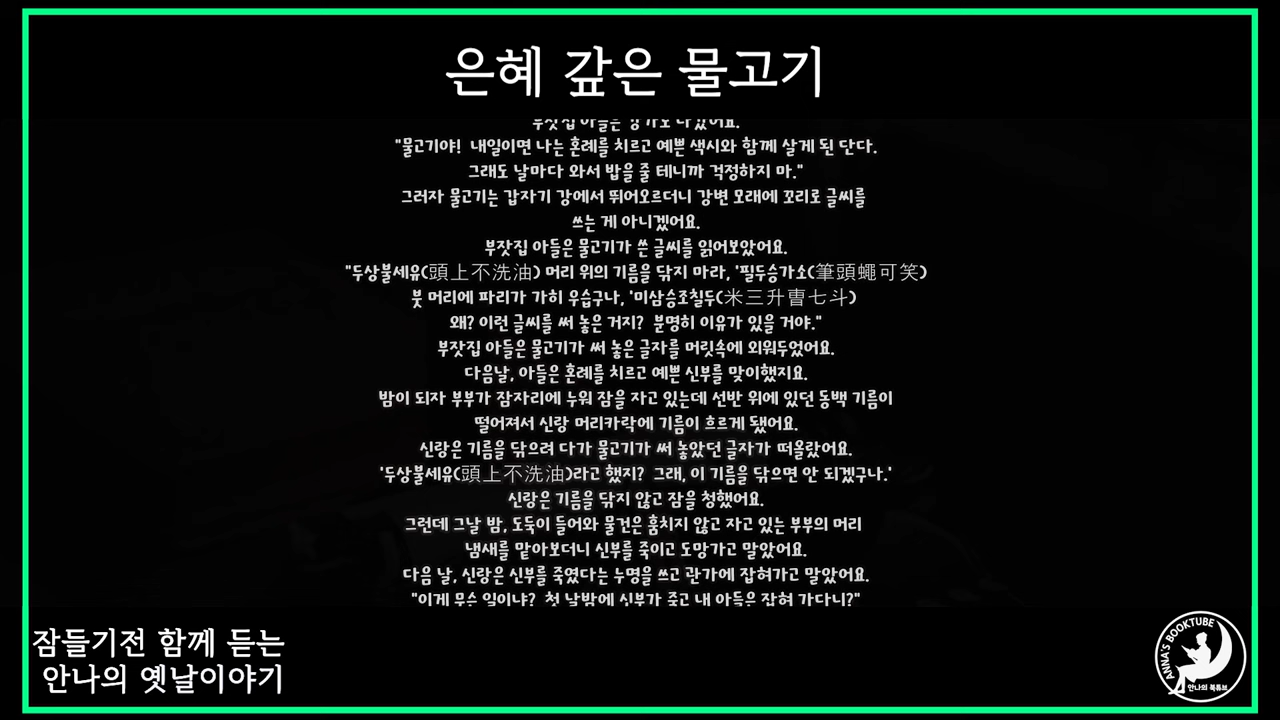 은혜 갚은 물고기
부잣집 아들은 장가도 다 았어요.
"물고기야! 내일이면 나는 혼례를 치르고 예쁜 색시와 함께 살게 된 단다.
그래도 날마다 와서 밥을 줄 테니까 걱정하지 마."
그러자 물고기는 갑자기 강에서 뛰어오르더니 강변 모래에 꼬리로 글씨를
쓰는 게 아니겠어요.
부잣집 아들은 물고기가 쓴 글씨를 읽어보았어요.
"두상불세유(頭上不洗油) 머리 위의 기름을 닦지 마라, '필두승가소(筆頭蠅可笑)
붓 머리에 파리가 가히 우습구나, '미삼승조칠두(米三升曺七斗)
왜? 이런 글씨를 써 놓은 거지? 분명히 이유가 있을 거야."
부잣집 아들은 물고기가 써 놓은 글자를 머릿속에 외워두었어요.
다음날, 아들은 혼례를 치르고 예쁜 신부를 맞이했지요.
밤이 되자 부부가 잠자리에 누워 잠을 자고 있는데 선반 위에 있던 동백 기름이
떨어져서 신랑 머리카락에 기름이 흐르게 됐어요.
신랑은 기름을 닦으려 다가 물고기가 써 놓았던 글자가 떠올랐어요.
'두상불세유(頭上不洗油)라고 했지? 그래, 이 기름을 닦으면 안 되겠구나.'
신랑은 기름을 닦지 않고 잠을 청했어요.
그런데 그날 밤, 도둑이 들어와 물건은 훔치지 않고 자고 있는 부부의 머리
냄새를 맡아보더니 신부를 죽이고 도망가고 말았어요.
다음 날, 신랑은 신부를 죽였다는 누명을 쓰고 관가에 잡혀가고 말았어요.
"이게 무슨 일이냐? 첫 날밤에 신부가 죽고 내 아들은 잡혀 가다니?"
잠들기전 함께 듣는
안나의 옛날이야기
ANNA'S BOOKTUBE
안나의 북튜브